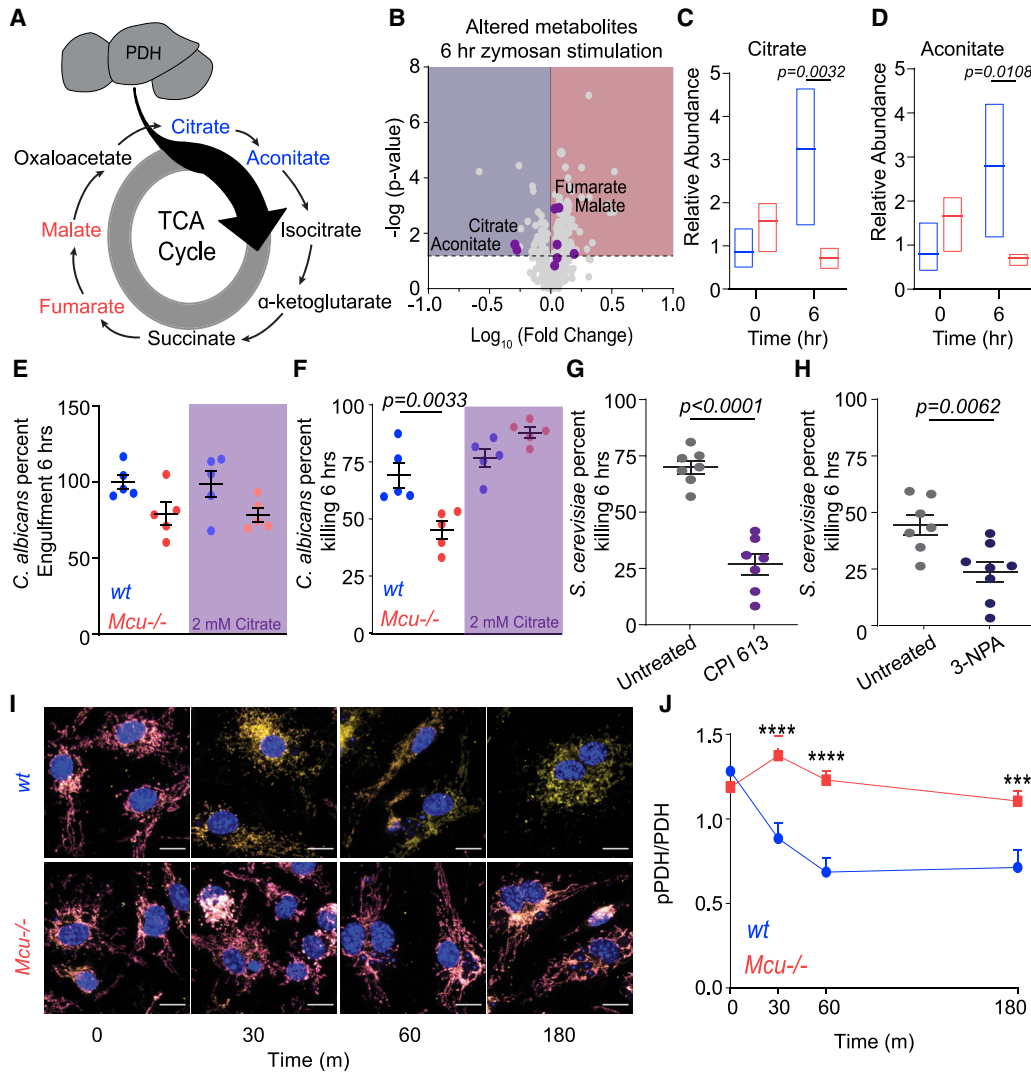 A
PDH
Citrate
Oxaloacetate
Aconitate
Malate
TCA
Cycle
Isocitrate
Fumarate
α-ketoglutarate
Succinate
B
Altered metabolites
6 hr zymosan stimulation
-log (p-value)
8
6
4
2
0
Fumarate
Malate
Citrate
Aconitate
-1.0
-0.5
0.0
0.5
1.0
Log10 (Fold Change)
C
Citrate
p=0.0032
Relative Abundance
5
4
3
2
1
0
0
6
Time (hr)
D
Aconitate
p=0.0108
Relative Abundance
5
4
3
2
1
0
0
6
Time (hr)
E
C. albicans percent
Engulfment 6 hrs
150
100
50
0
wt
Mcu-/-
2 mM Citrate
F
p=0.0033
C. albicans percent
killing 6 hrs
100
75
50
25
0
wt
Mcu-/-
2 mM Citrate
G
p<0.0001
S. cerevisiae percent
killing 6 hrs
100
75
50
25
0
Untreated
CPI 613
H
p=0.0062
S. cerevisiae percent
killing 6 hrs
100
75
50
25
0
Untreated
3-NPA
I
wt
Mcu-/-
0
30
60
180
Time (m)
J
pPDH/PDH
1.5
1.0
0.5
0.0
****
****
***
wt
Mcu-/-
0
30
60
180
Time (m)